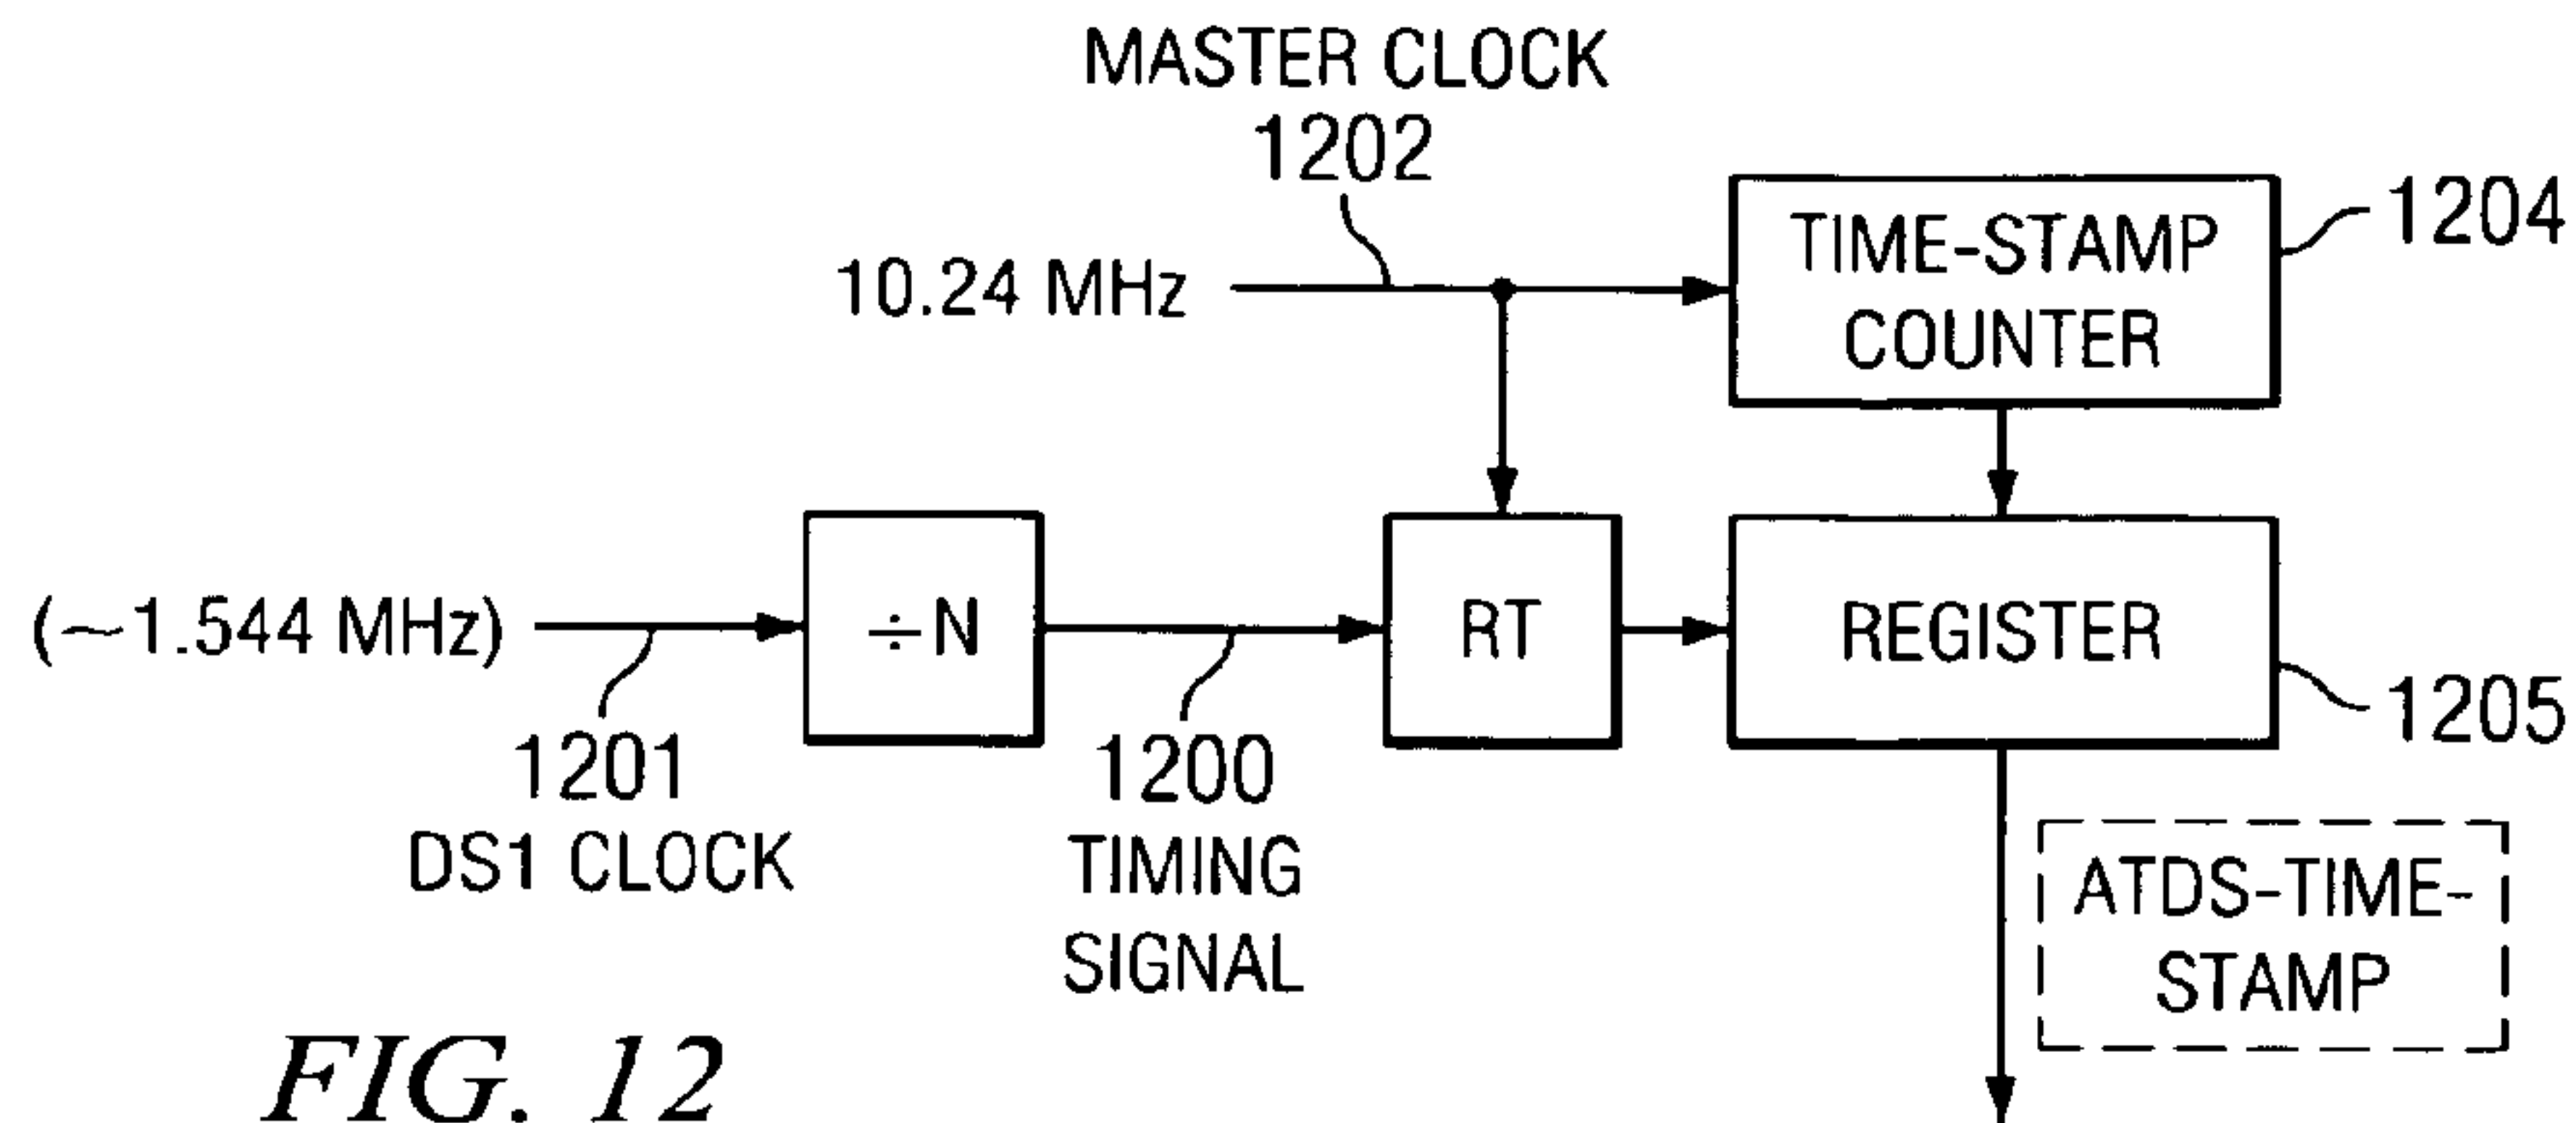 MASTER CLOCK
1202
10.24 MHz
TIME-STAMP
COUNTER
1204
(~1.544 MHz)
÷N
RT
REGISTER
1205
1201
DS1 CLOCK
1200
TIMING
SIGNAL
ATDS-TIME-
STAMP
FIG. 12